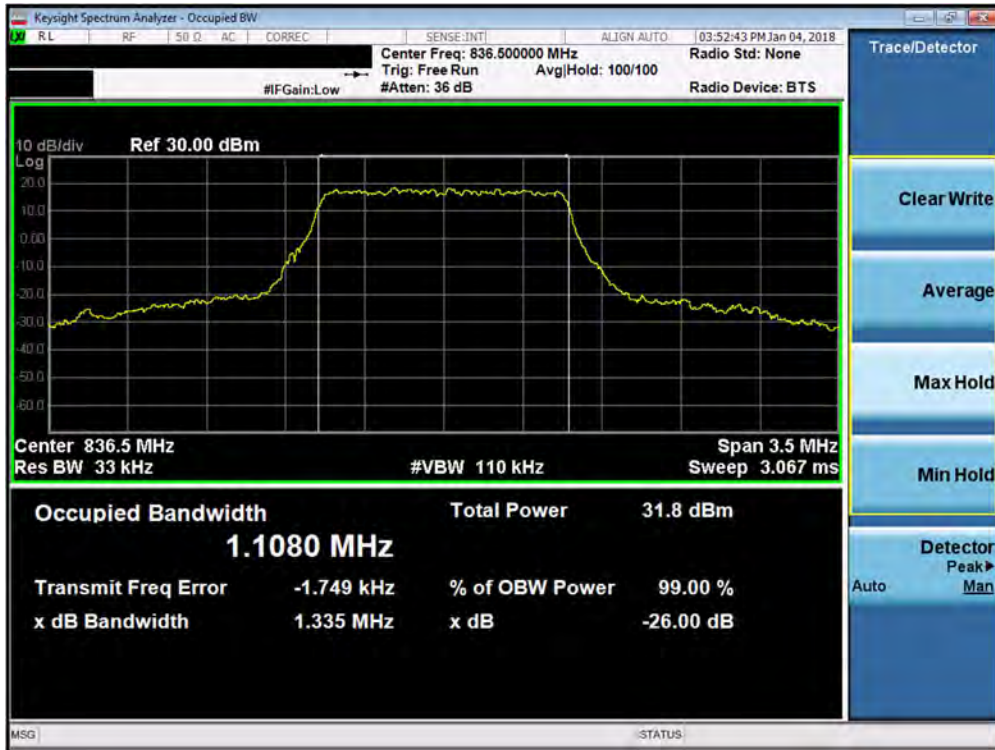 Keysight Spectrum Analyzer - Occupied BW
RL RF 50 Ω AC CORREC SENSE:INT ALIGN AUTO 03:52:43 PM Jan 04, 2018
Center Freq: 836.500000 MHz Radio Std: None
Trig: Free Run Avg|Hold: 100/100
#IFGain:Low #Atten: 36 dB Radio Device: BTS
10 dB/div Ref 30.00 dBm
Log
20.0
10.0
0.00
-10.0
-20.0
-30.0
-40.0
-50.0
-60.0
Center 836.5 MHz Span 3.5 MHz
Res BW 33 kHz #VBW 110 kHz Sweep 3.067 ms
Occupied Bandwidth Total Power 31.8 dBm
1.1080 MHz
Transmit Freq Error -1.749 kHz % of OBW Power 99.00 %
x dB Bandwidth 1.335 MHz x dB -26.00 dB
MSG STATUS
Trace/Detector
Clear Write
Average
Max Hold
Min Hold
Detector
Peak▶
Auto Man